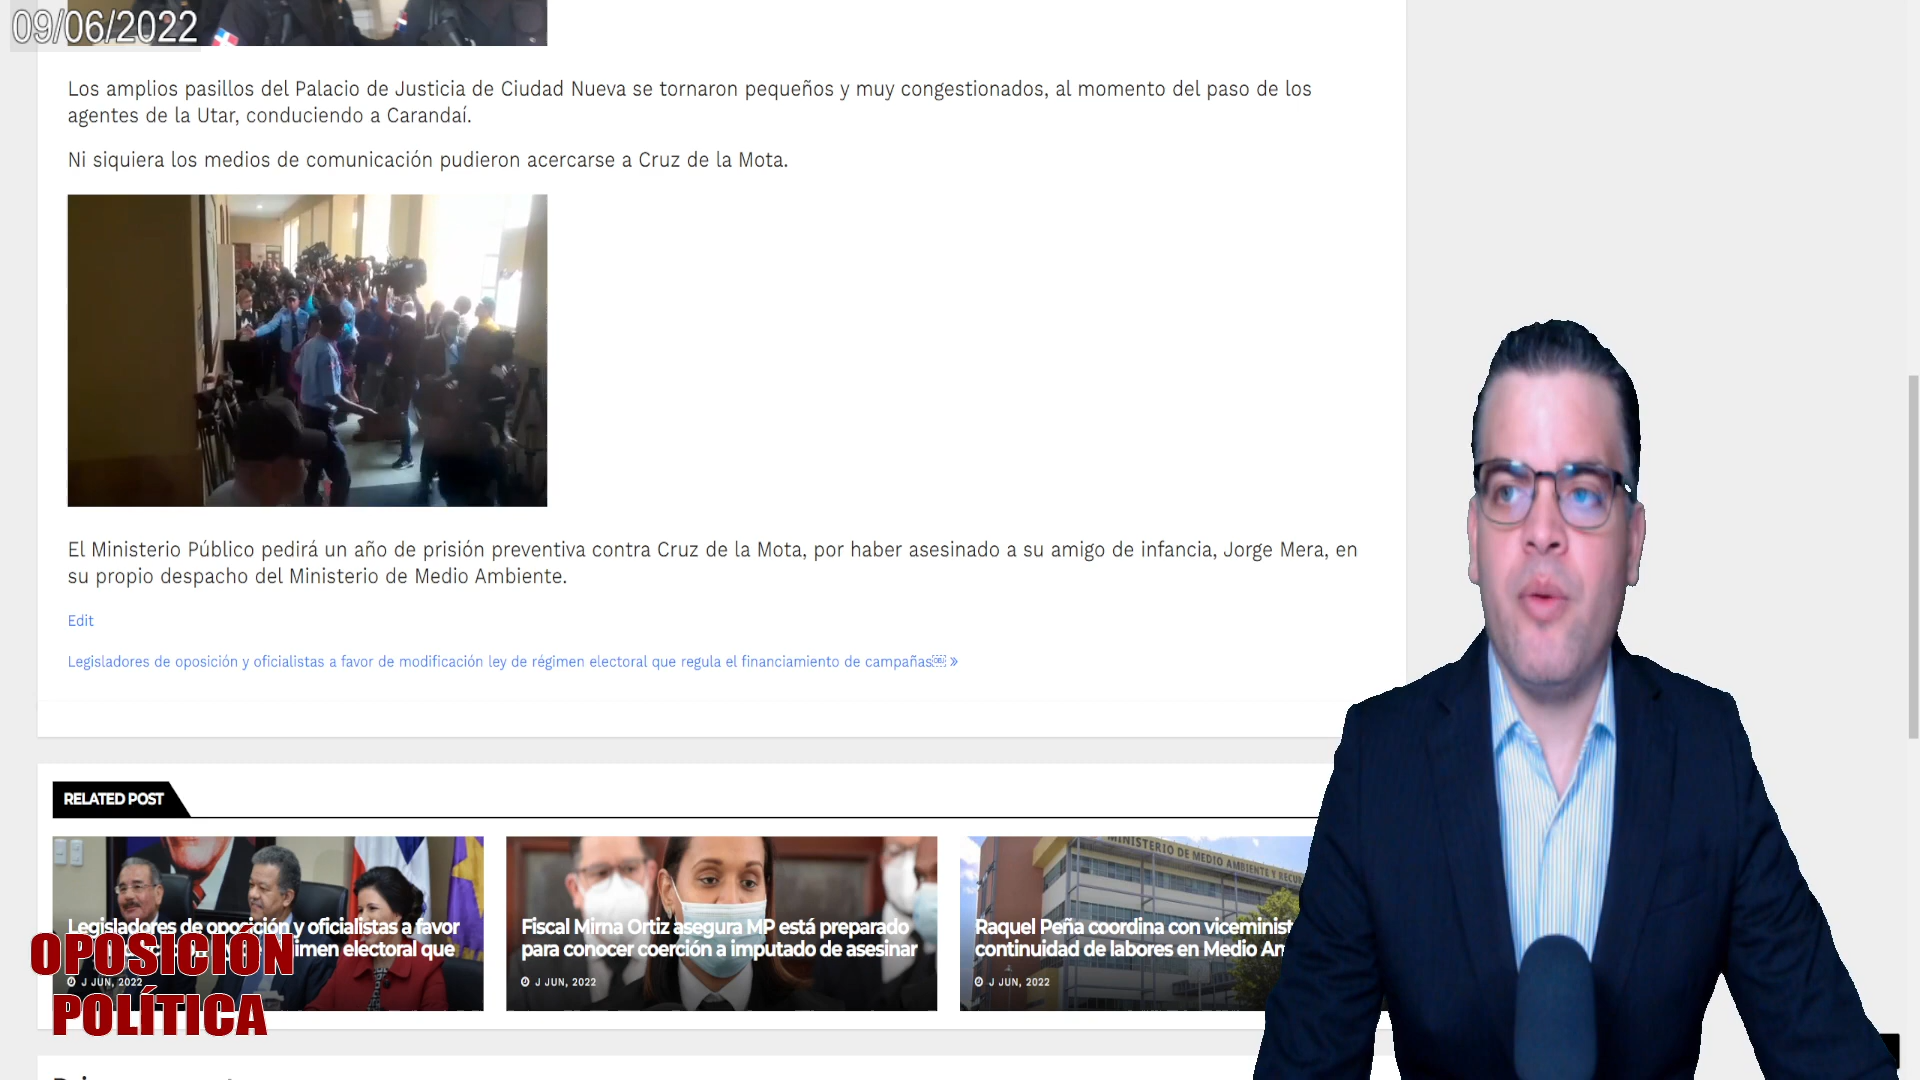 09/06/2022
Los amplios pasillos del Palacio de Justicia de Ciudad Nueva se tornaron pequeños y muy congestionados, al momento del paso de los
agentes de la Utar, conduciendo a Carandaí.
Ni siquiera los medios de comunicación pudieron acercarse a Cruz de la Mota.
El Ministerio Público pedirá un año de prisión preventiva contra Cruz de la Mota, por haber asesinado a su amigo de infancia, Jorge Mera, en
su propio despacho del Ministerio de Medio Ambiente.
Edit
Legisladores de oposición y oficialistas a favor de modificación ley de régimen electoral que regula el financiamiento de campañas »
RELATED POST
Legisladores de oposición y oficialistas a favor
electoral que
J JUN, 2022
Fiscal Mirna Ortiz asegura MP está preparado
para conocer coerción a imputado de asesinar
J JUN, 2022
MINISTERIO DE MEDIO AMBIENTE Y
Raquel Peña coordina con
continuidad de labores en Medio
J JUN, 2022
OPOSICIÓN
POLÍTICA